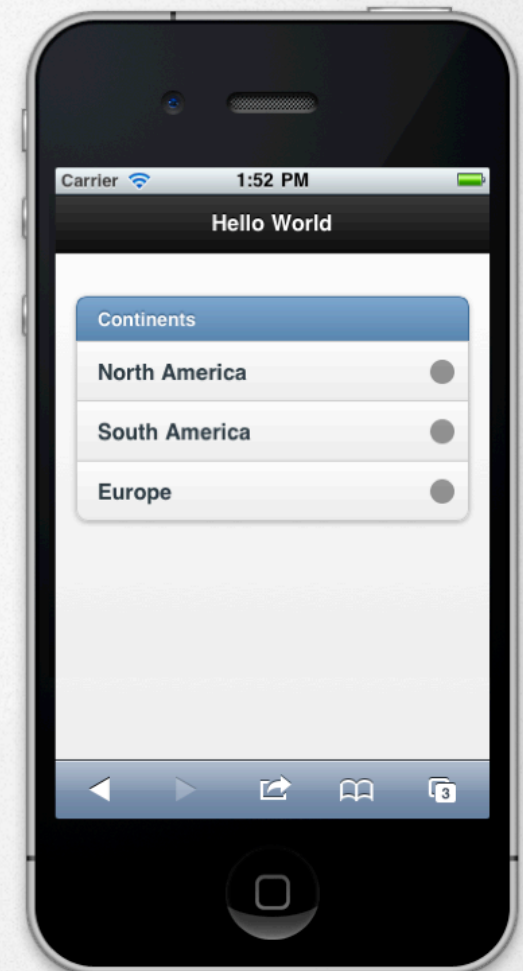 Carrier 1:52 PM
Hello World
Continents
North America
South America
Europe
3